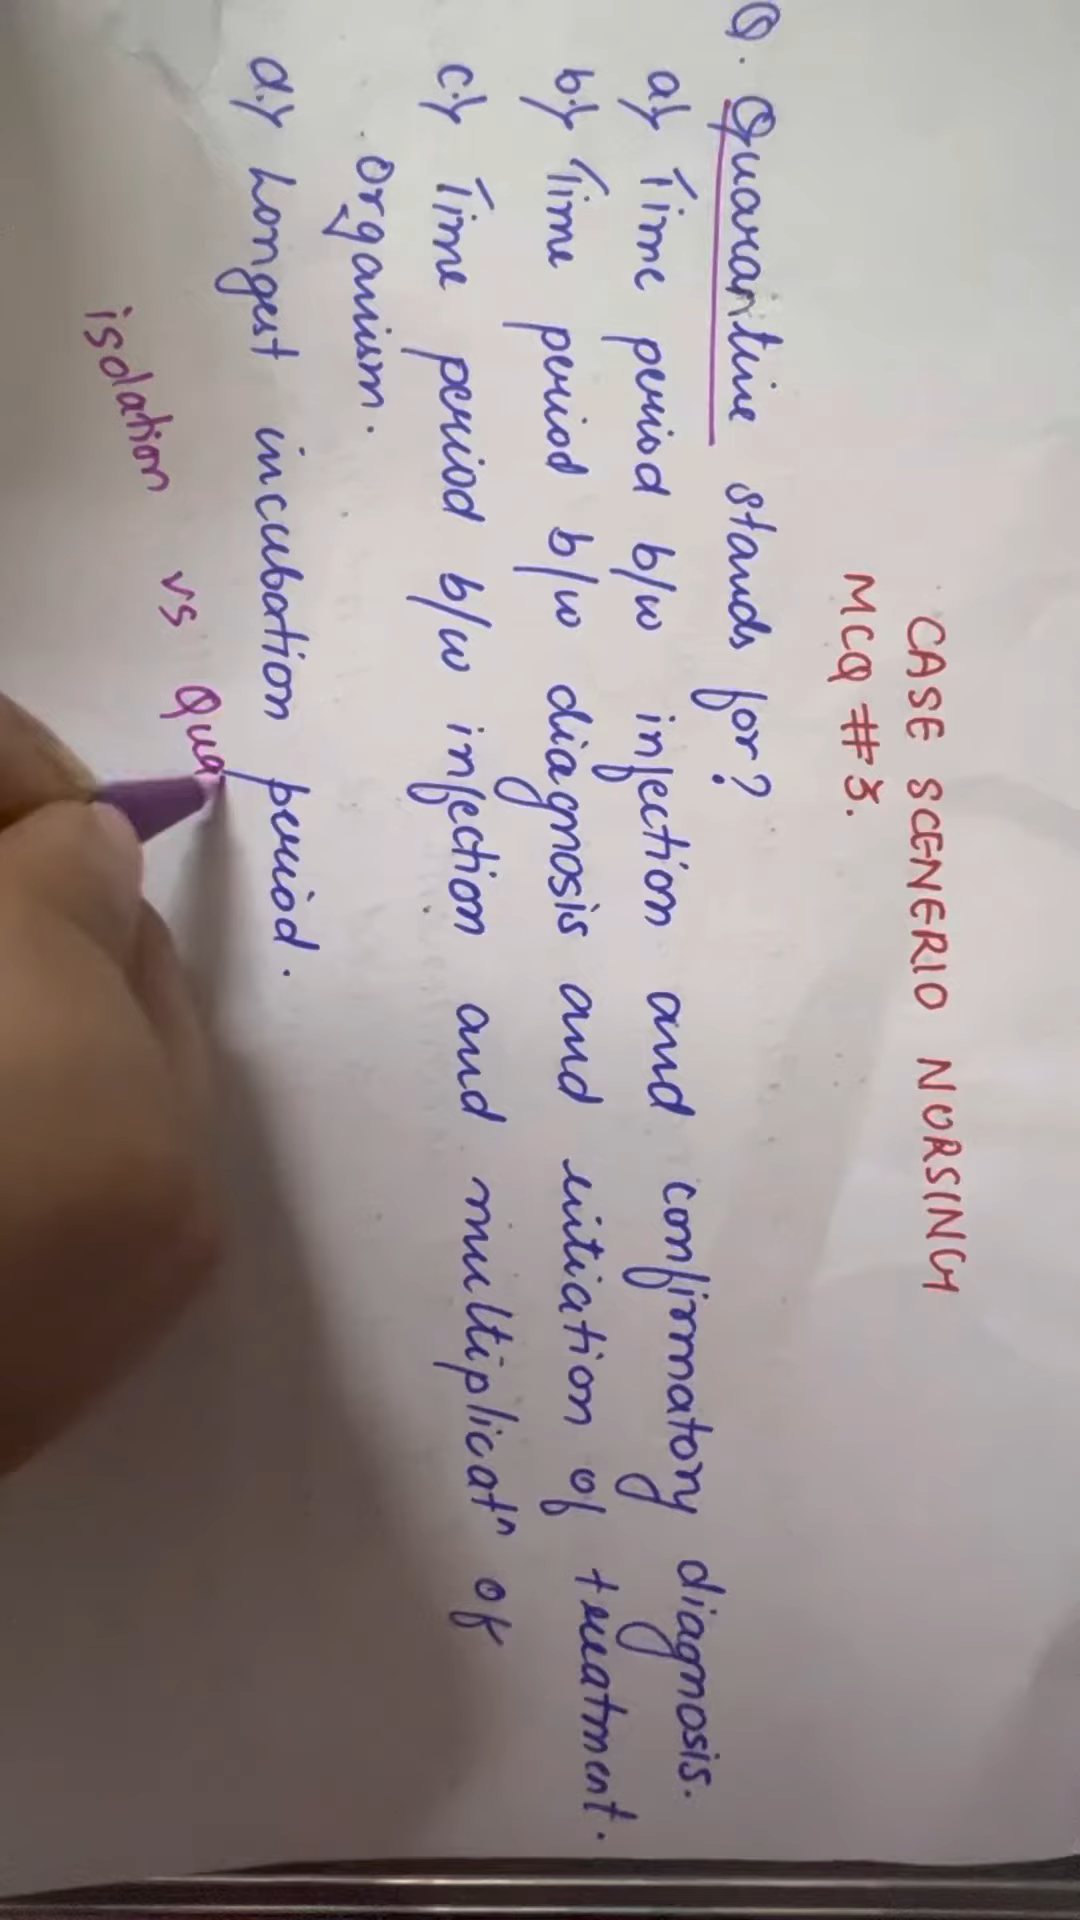 CASE SCENERIO NURSING
MCQ #3.
Q. Quarantine stands for?
a.) Time period b/w infection and confirmatory diagnosis.
b.) Time period b/w diagnosis and initiation of treatment.
c.) Time period b/w infection and multiplicatn of
organism.
d.) Longest incubation period.
isolation vs Qua